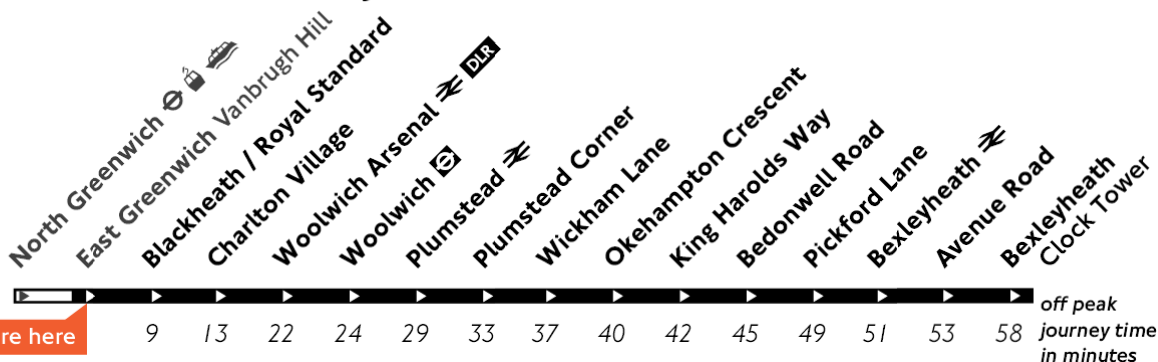 North Greenwich
East Greenwich Vanbrugh Hill
Blackheath / Royal Standard
Charlton Village
Woolwich Arsenal DLR
Woolwich
Plumstead
Plumstead Corner
Wickham Lane
Okehampton Crescent
King Harolds Way
Bedonwell Road
Pickford Lane
Bexleyheath
Avenue Road
Bexleyheath
Clock Tower
re here
9 13 22 24 29 33 37 40 42 45 49 51 53 58
off peak
journey time
in minutes